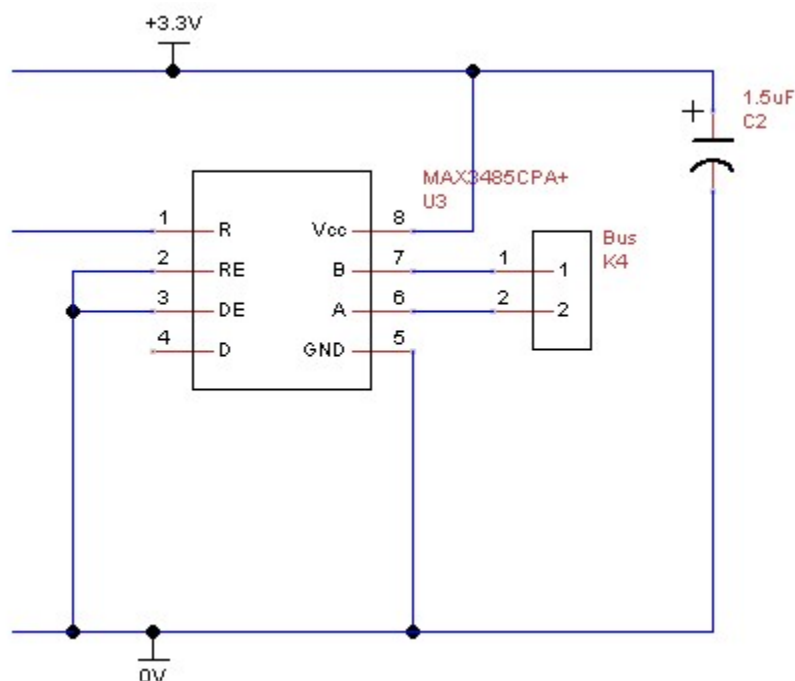 +3.3V
1.5uF
C2
MAX3485CPA+
U3
1 R Vcc 8
2 RE B 7 1 1
3 DE A 6 2 2
4 D GND 5
Bus
K4
0V